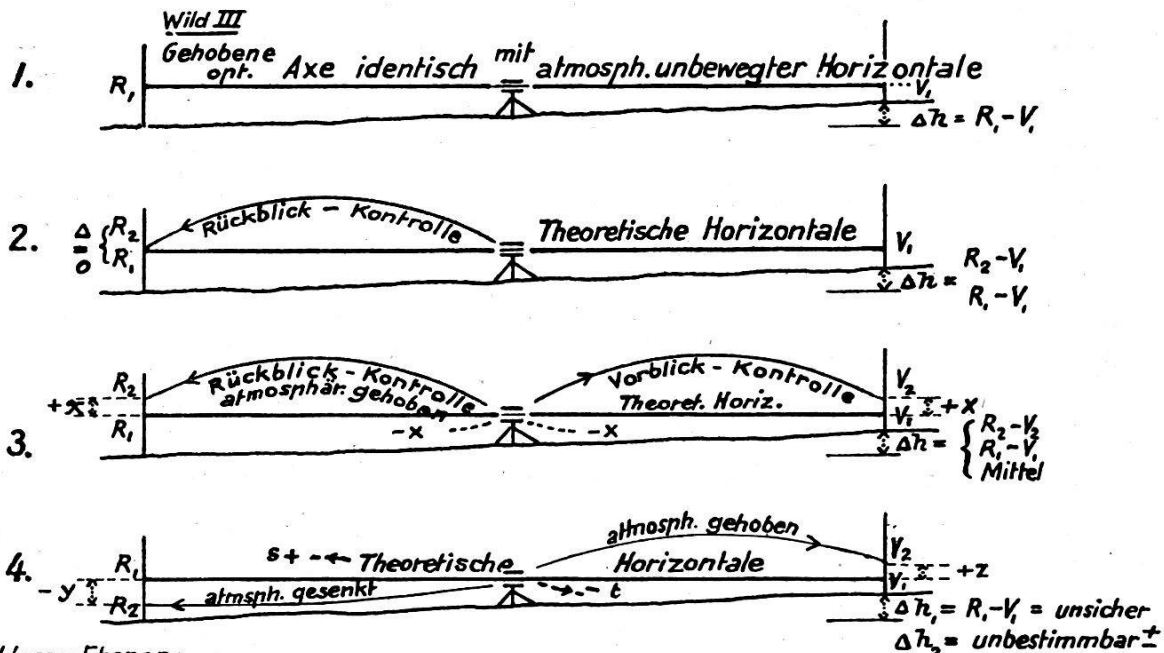 Wild III
1. Gehobene opt. Axe identisch mit atmosph. unbewegter Horizontale
R₁ V₁
Δh = R₁-V₁
2. Δ = 0 { R₂ R₁ Rückblick - Kontrolle Theoretische Horizontale V₁
Δh = R₂-V₁
R₁-V₁
3. R₂ Rückblick - Kontrolle Vorblick - Kontrolle V₂
+x atmosphär. gehoben Theoret. Horiz. +x
R₁ -x -x V₁
Δh = { R₂-V₂
R₁-V₁
Mittel
atmosph. gehoben
4. R₁ s+ Theoretische Horizontale V₂
-y +z
R₂ atmsph. gesenkt - t V₁
Δh₁ = R₁-V₁ = unsicher
Δh₂ = unbestimmbar ±